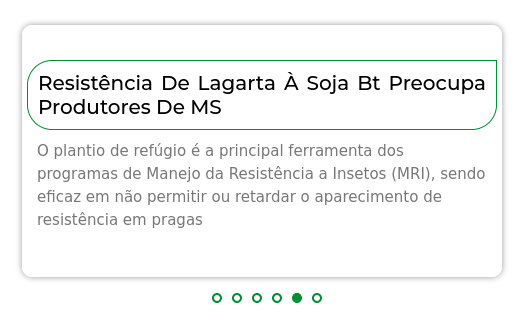 Resistência De Lagarta À Soja Bt Preocupa
Produtores De MS
O plantio de refúgio é a principal ferramenta dos
programas de Manejo da Resistência a Insetos (MRI), sendo
eficaz em não permitir ou retardar o aparecimento de
resistência em pragas